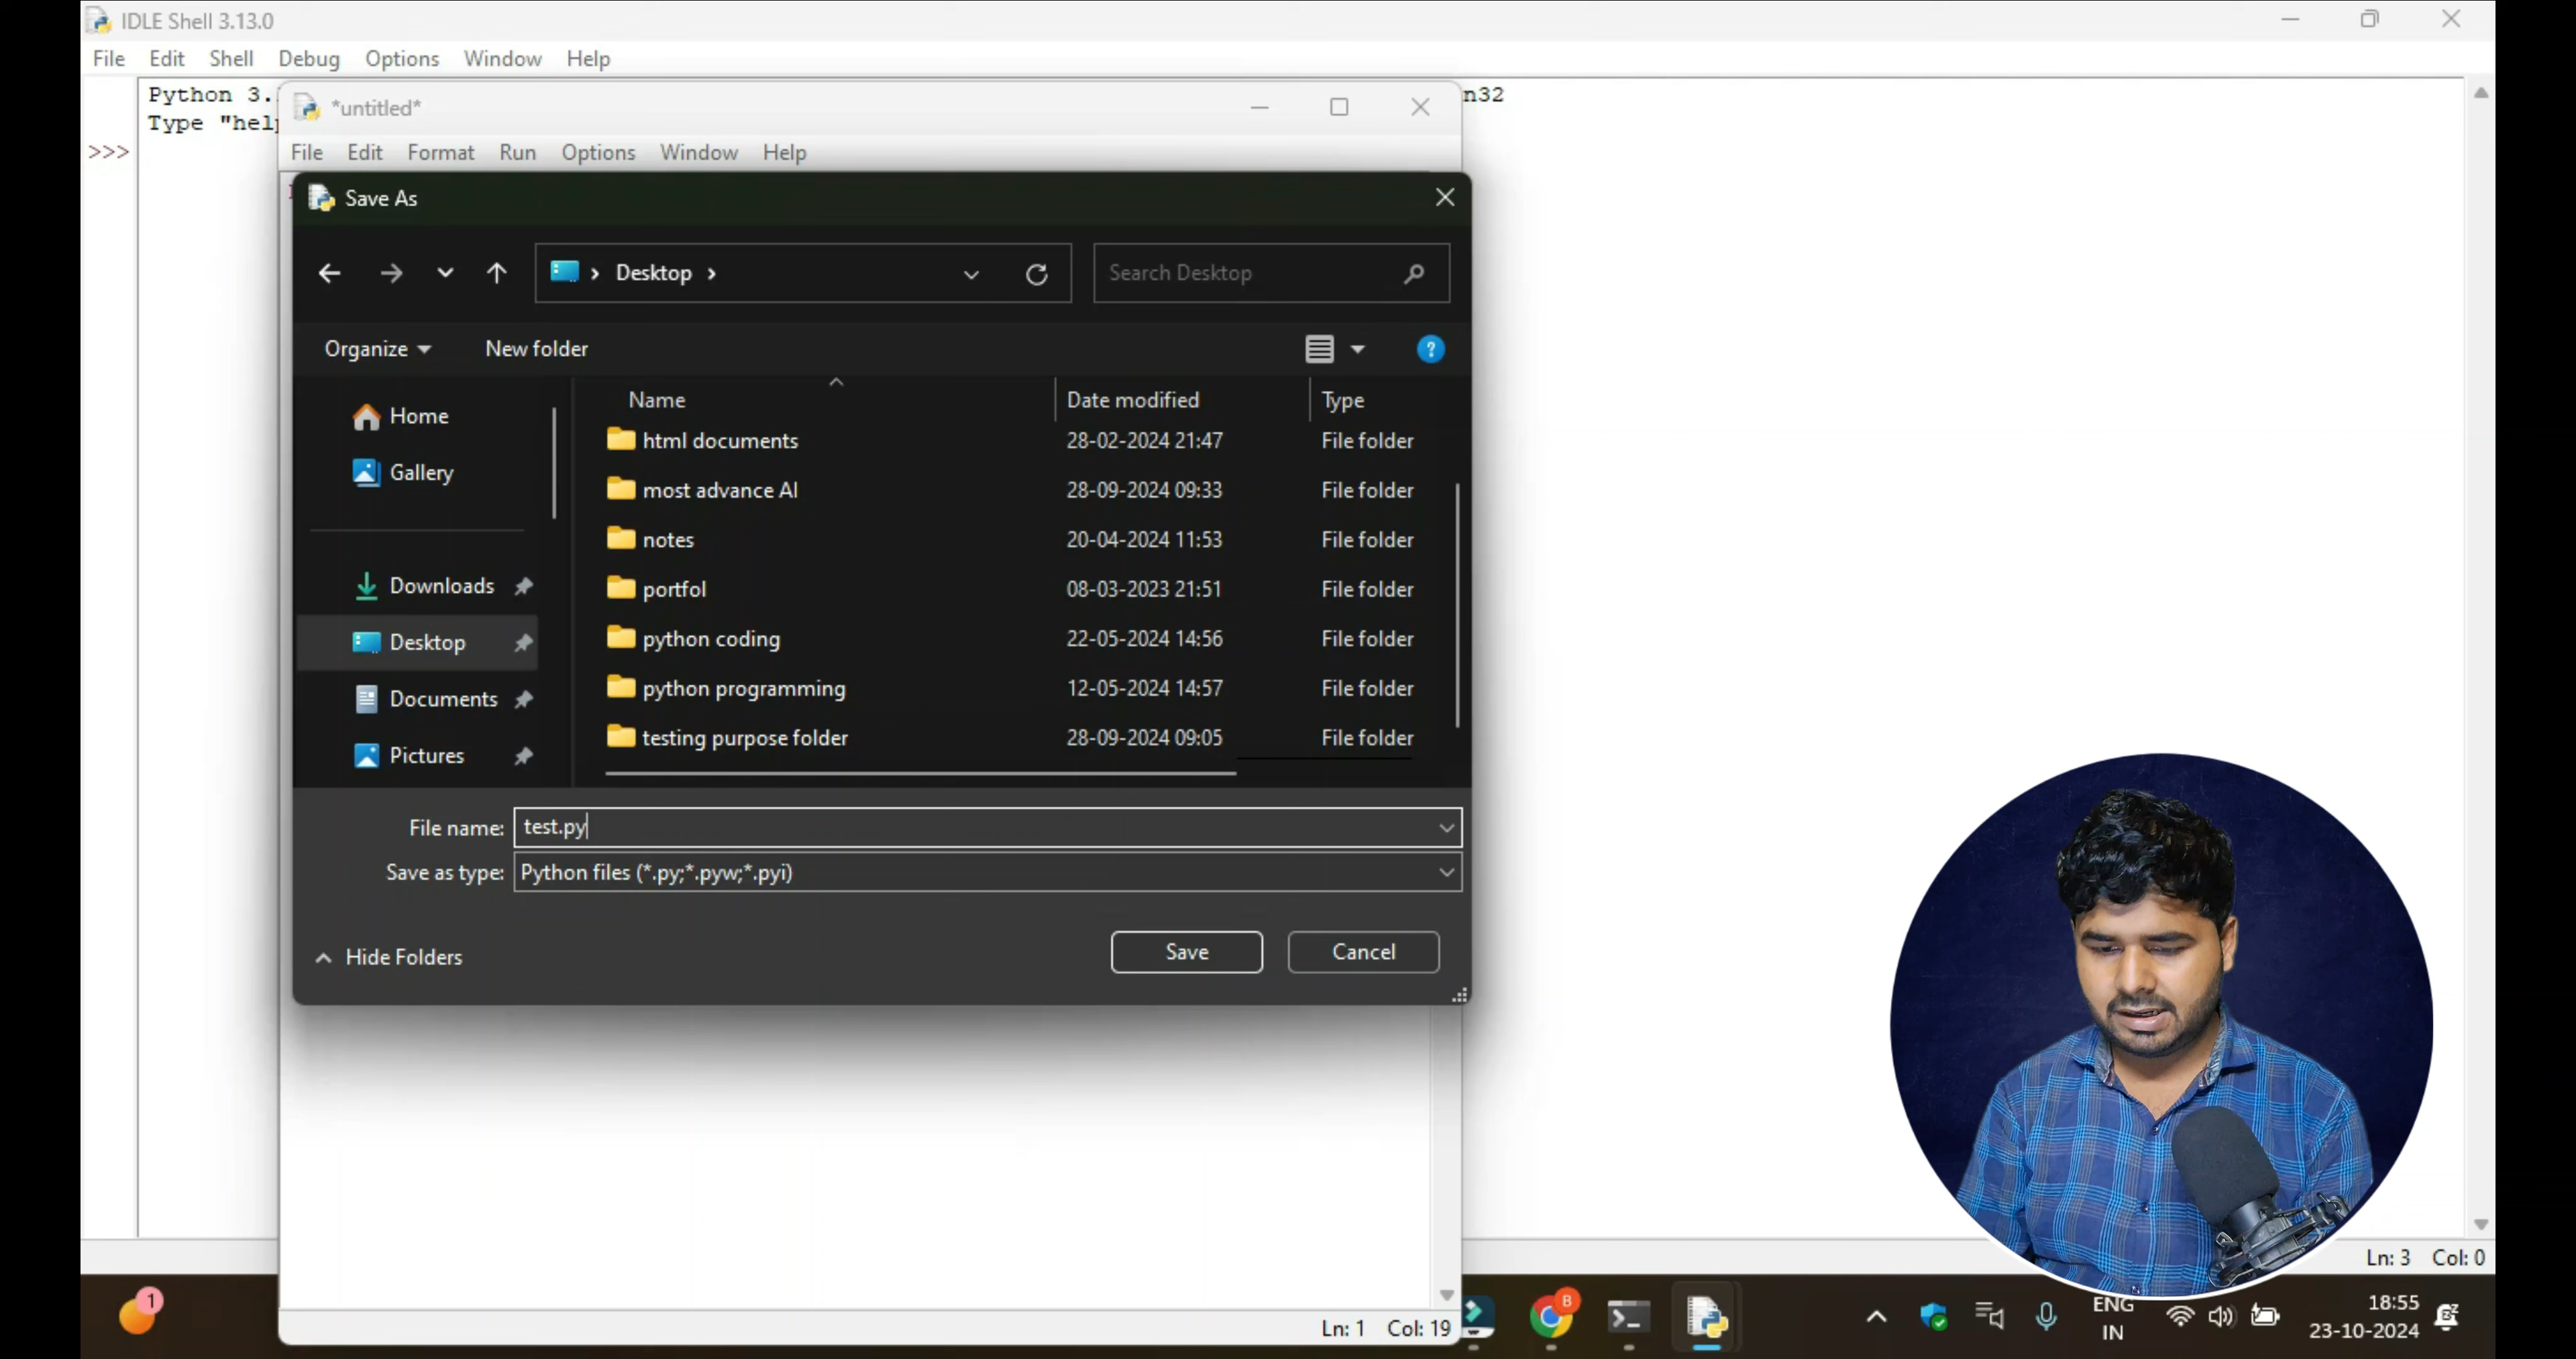 IDLE Shell 3.13.0
File Edit Shell Debug Options Window Help
Python 3. n32
Type "help
>>>
*untitled*
File Edit Format Run Options Window Help
Save As
Desktop
Search Desktop
Organize New folder
Name Date modified Type
Home
Gallery
Downloads
Desktop
Documents
Pictures
html documents 28-02-2024 21:47 File folder
most advance AI 28-09-2024 09:33 File folder
notes 20-04-2024 11:53 File folder
portfol 08-03-2023 21:51 File folder
python coding 22-05-2024 14:56 File folder
python programming 12-05-2024 14:57 File folder
testing purpose folder 28-09-2024 09:05 File folder
File name: test.py
Save as type: Python files (*.py;*.pyw;*.pyi)
Hide Folders Save Cancel
Ln: 3 Col: 0
Ln: 1 Col: 19
1
B
ENG
IN
18:55
23-10-2024